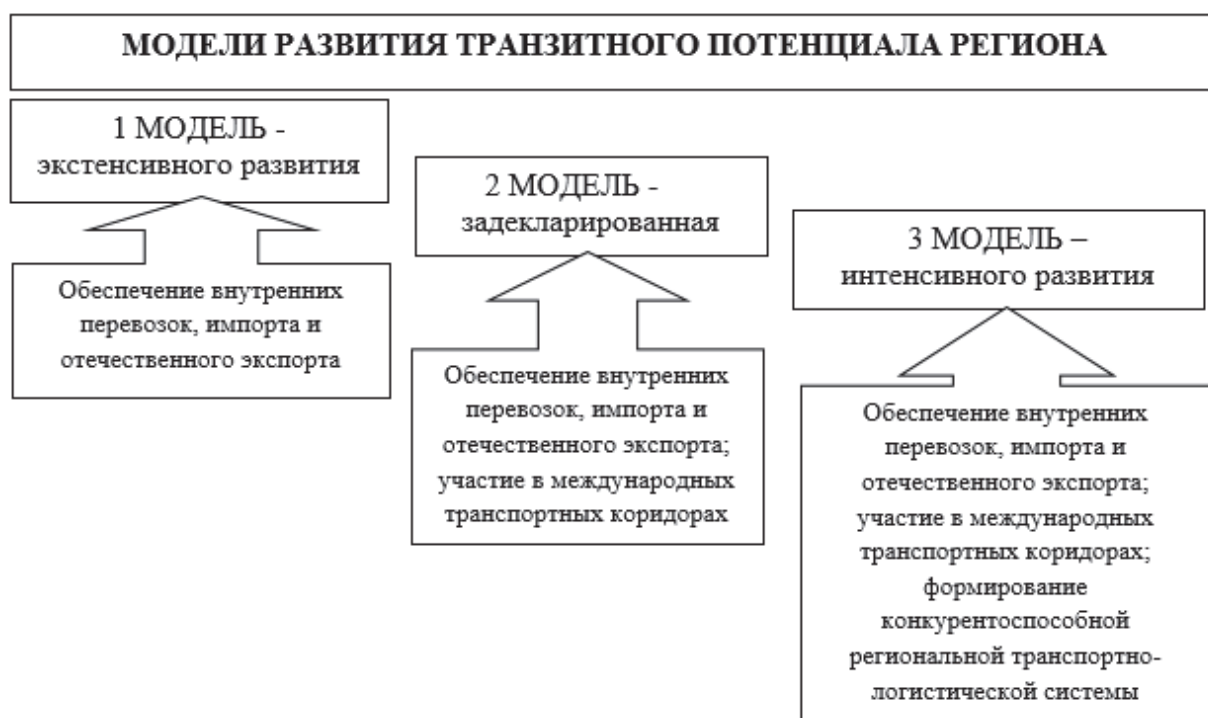 МОДЕЛИ РАЗВИТИЯ ТРАНЗИТНОГО ПОТЕНЦИАЛА РЕГИОНА
1 МОДЕЛЬ -
экстенсивного развития
Обеспечение внутренних
перевозок, импорта и
отечественного экспорта
2 МОДЕЛЬ -
задекларированная
Обеспечение внутренних
перевозок, импорта и
отечественного экспорта;
участие в международных
транспортных коридорах
3 МОДЕЛЬ –
интенсивного развития
Обеспечение внутренних
перевозок, импорта и
отечественного экспорта;
участие в международных
транспортных коридорах;
формирование
конкурентоспособной
региональной транспортно-
логистической системы